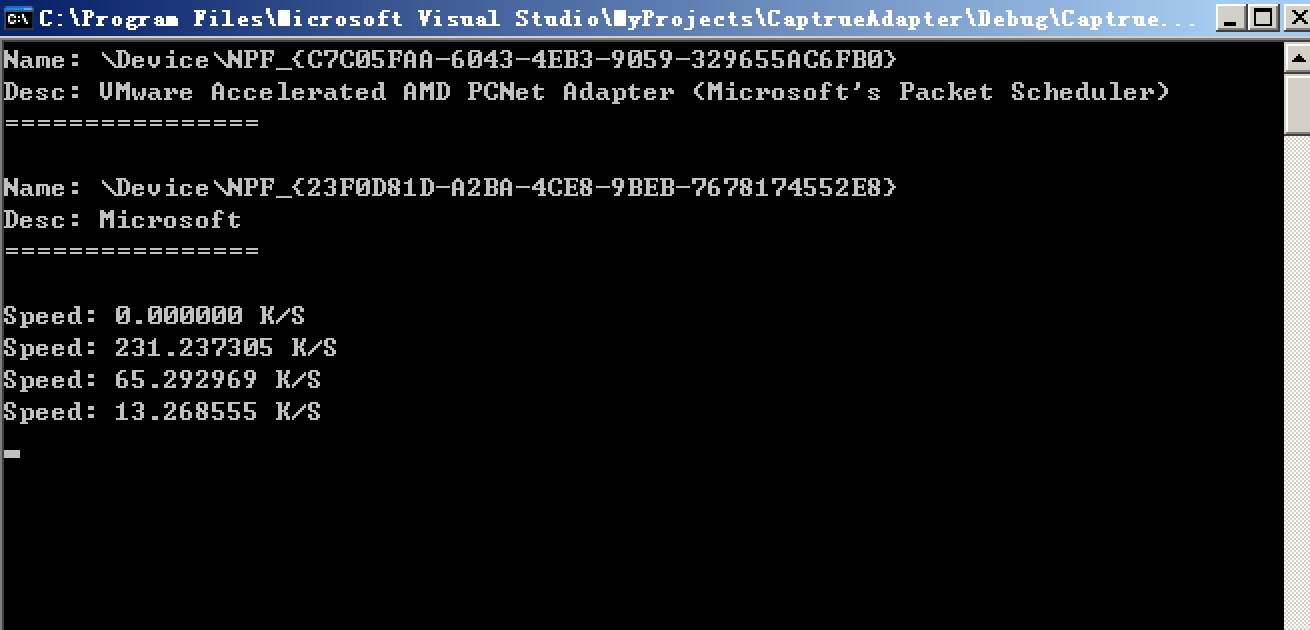 C:\Program Files\Microsoft Visual Studio\MyProjects\CaptrueAdapter\Debug\Captrue...
Name: \Device\NPF_{C7C05FAA-6043-4EB3-9059-329655AC6FB0}
Desc: VMware Accelerated AMD PCNet Adapter (Microsoft's Packet Scheduler)
================
Name: \Device\NPF_{23F0D81D-A2BA-4CE8-9BEB-7678174552E8}
Desc: Microsoft
================
Speed: 0.000000 K/S
Speed: 231.237305 K/S
Speed: 65.292969 K/S
Speed: 13.268555 K/S